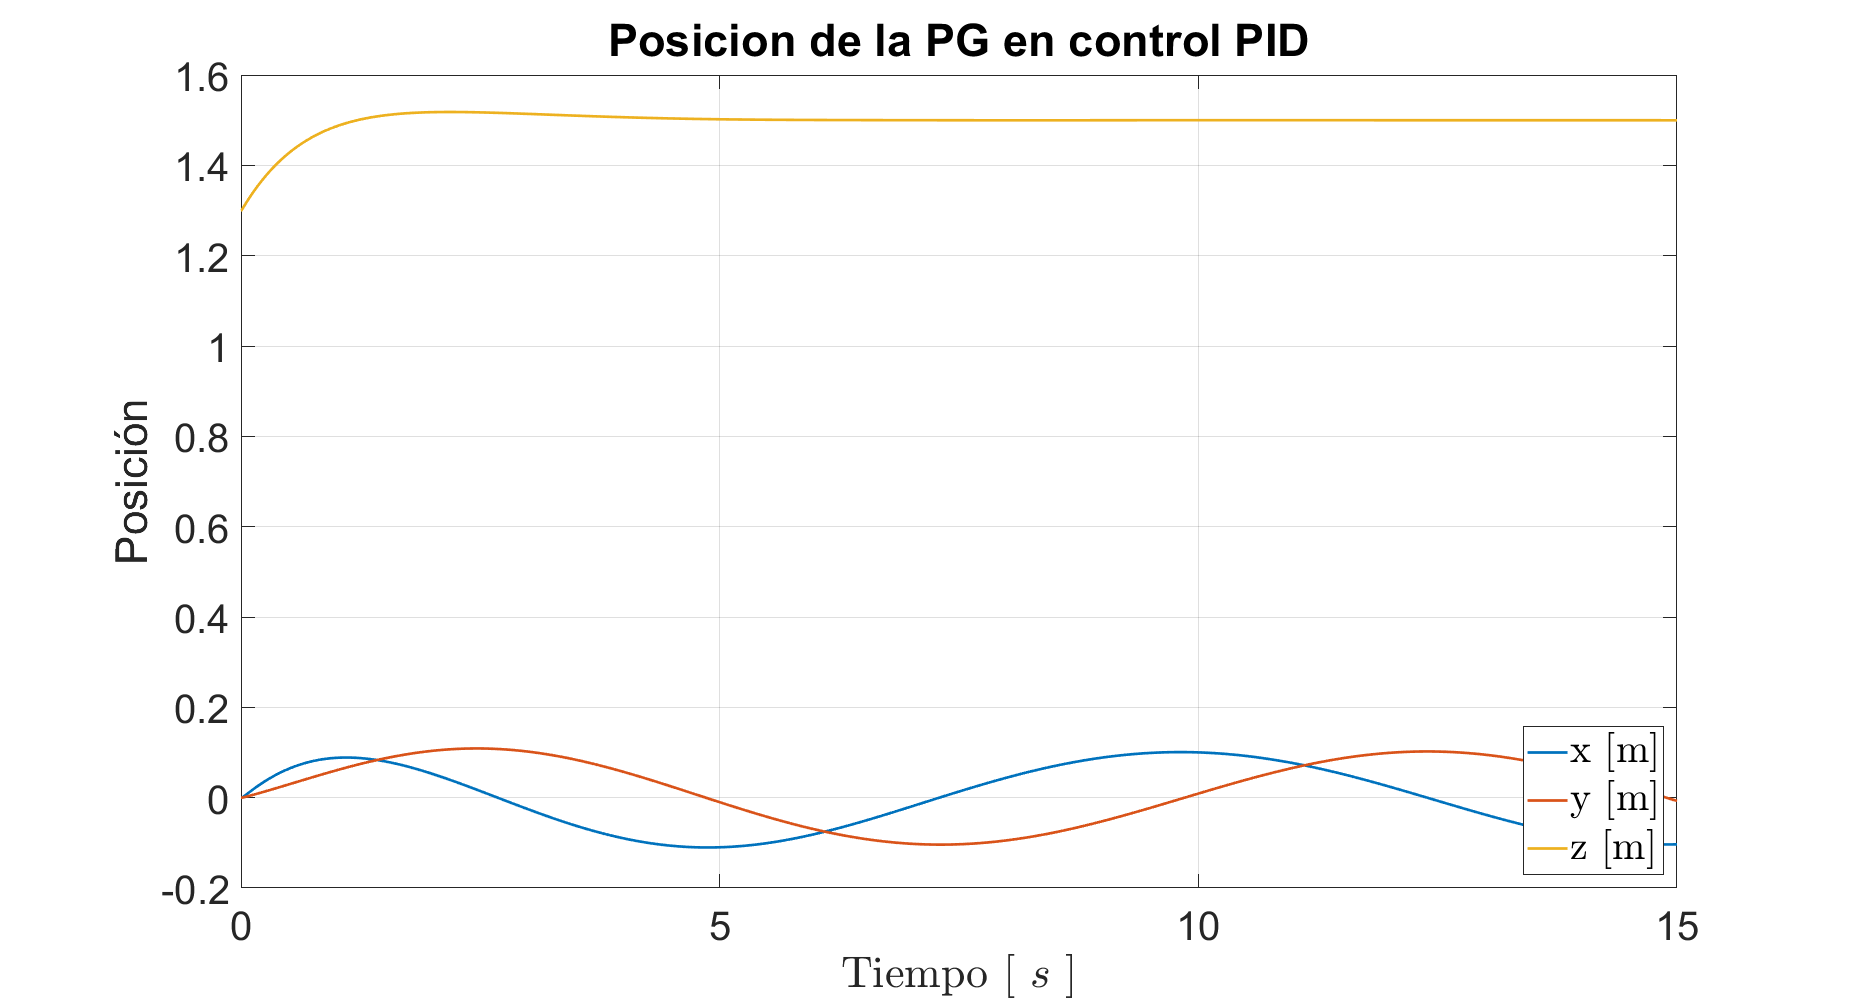 Posicion de la PG en control PID
1.6
1.4
1.2
1
0.8
0.6
0.4
0.2
0
-0.2
Posición
x [m]
y [m]
z [m]
0 5 10 15
Tiempo [ s ]